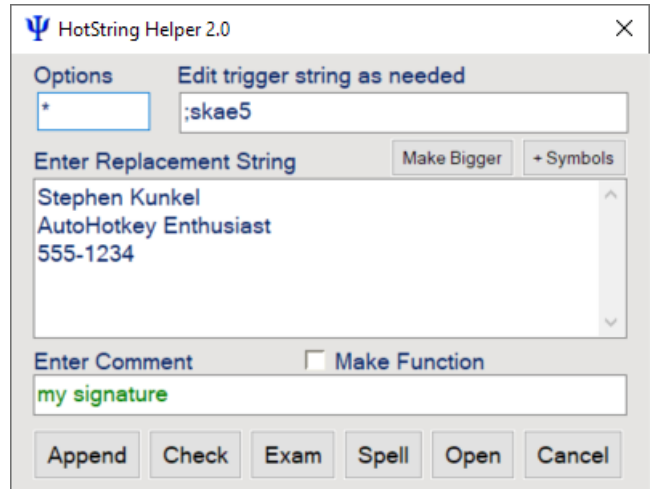 HotString Helper 2.0
Options Edit trigger string as needed
* ;skae5
Enter Replacement String Make Bigger + Symbols
Stephen Kunkel
AutoHotkey Enthusiast
555-1234
Enter Comment Make Function
my signature
Append Check Exam Spell Open Cancel